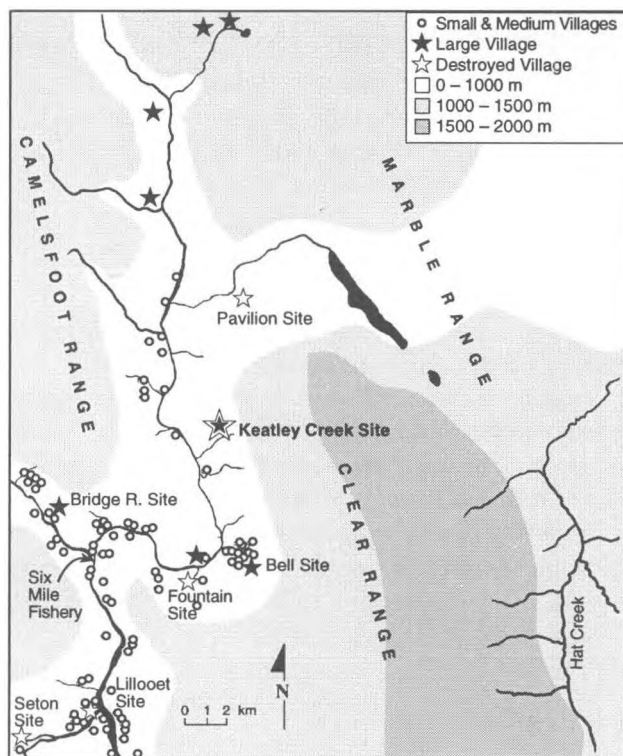 Small & Medium Villages
Large Village
Destroyed Village
0 – 1000 m
1000 – 1500 m
1500 – 2000 m
CAMELSFOOT RANGE
MARBLE RANGE
Pavilion Site
Keatley Creek Site
CLEAR RANGE
Bridge R. Site
Bell Site
Six
Mile
Fishery
Fountain
Site
Hat Creek
Lillooet
Site
Seton
Site
N
0 1 2 km